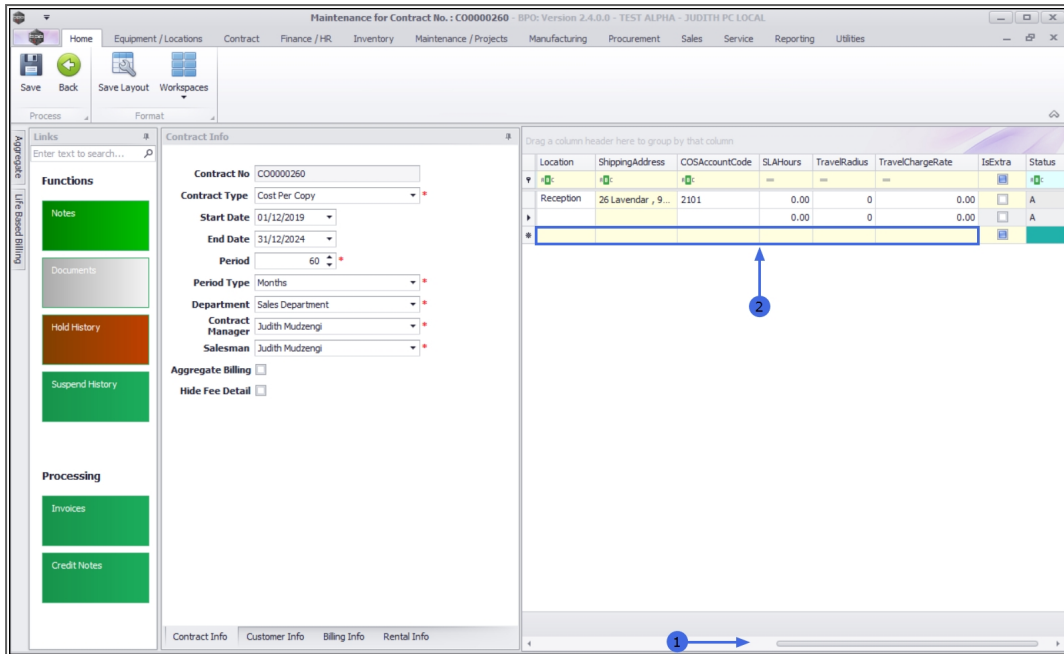 Maintenance for Contract No. : CO0000260 - BPO: Version 2.4.0.0 - TEST ALPHA - JUDITH PC LOCAL
Home Equipment / Locations Contract Finance / HR Inventory Maintenance / Projects Manufacturing Procurement Sales Service Reporting Utilities
Save Back Save Layout Workspaces
Process Format
Aggregate
Life Based Billing
Links
Enter text to search...
Functions
Notes
Documents
Hold History
Suspend History
Processing
Invoices
Credit Notes
Contract Info
Contract No CO0000260
Contract Type Cost Per Copy *
Start Date 01/12/2019
End Date 31/12/2024
Period 60 *
Period Type Months *
Department Sales Department *
Contract Manager Judith Mudzengi *
Salesman Judith Mudzengi *
Aggregate Billing
Hide Fee Detail
Contract Info Customer Info Billing Info Rental Info
Drag a column header here to group by that column
Location ShippingAddress COSAccountCode SLAHours TravelRadius TravelChargeRate IsExtra Status
Reception 26 Lavendar , 9... 2101 0.00 0 0.00 A
0.00 0 0.00 A
2
1